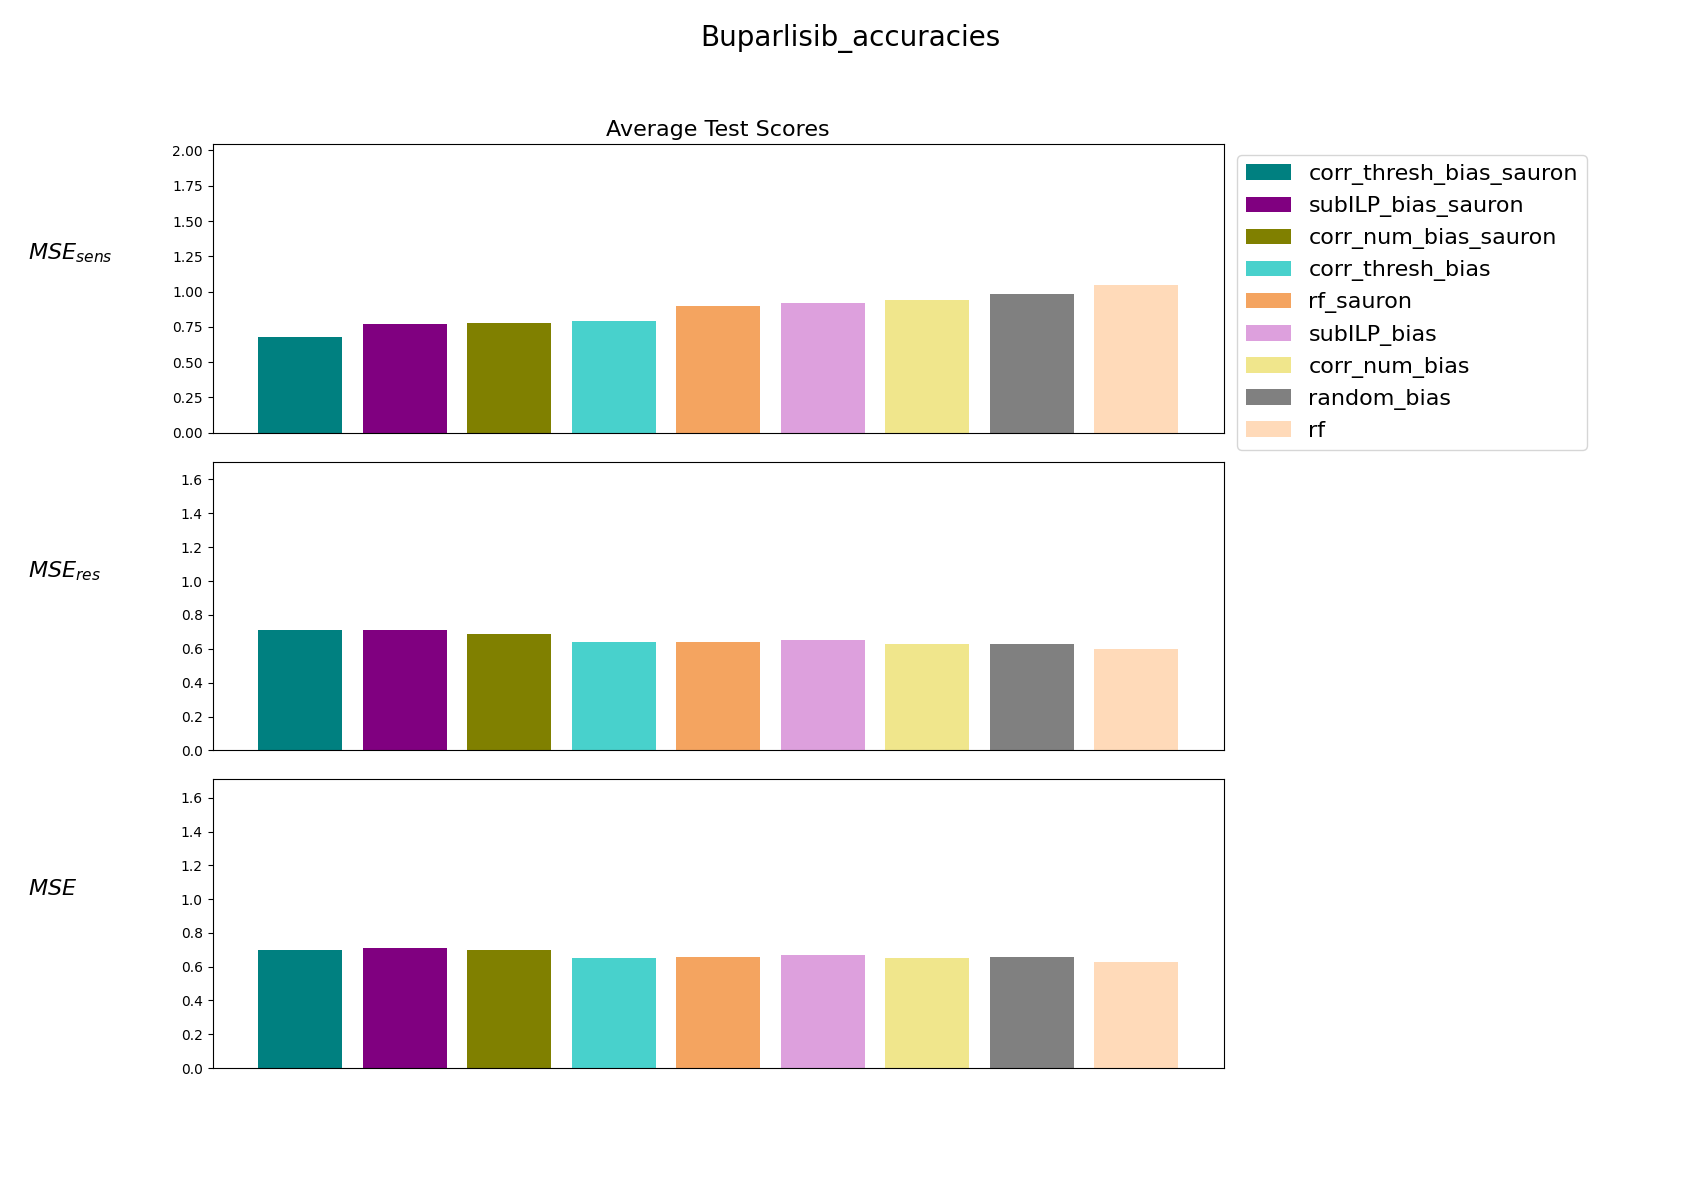 Buparlisib_accuracies
Average Test Scores
MSE_sens
2.00
1.75
1.50
1.25
1.00
0.75
0.50
0.25
0.00
corr_thresh_bias_sauron
subILP_bias_sauron
corr_num_bias_sauron
corr_thresh_bias
rf_sauron
subILP_bias
corr_num_bias
random_bias
rf
MSE_res
1.6
1.4
1.2
1.0
0.8
0.6
0.4
0.2
0.0
MSE
1.6
1.4
1.2
1.0
0.8
0.6
0.4
0.2
0.0